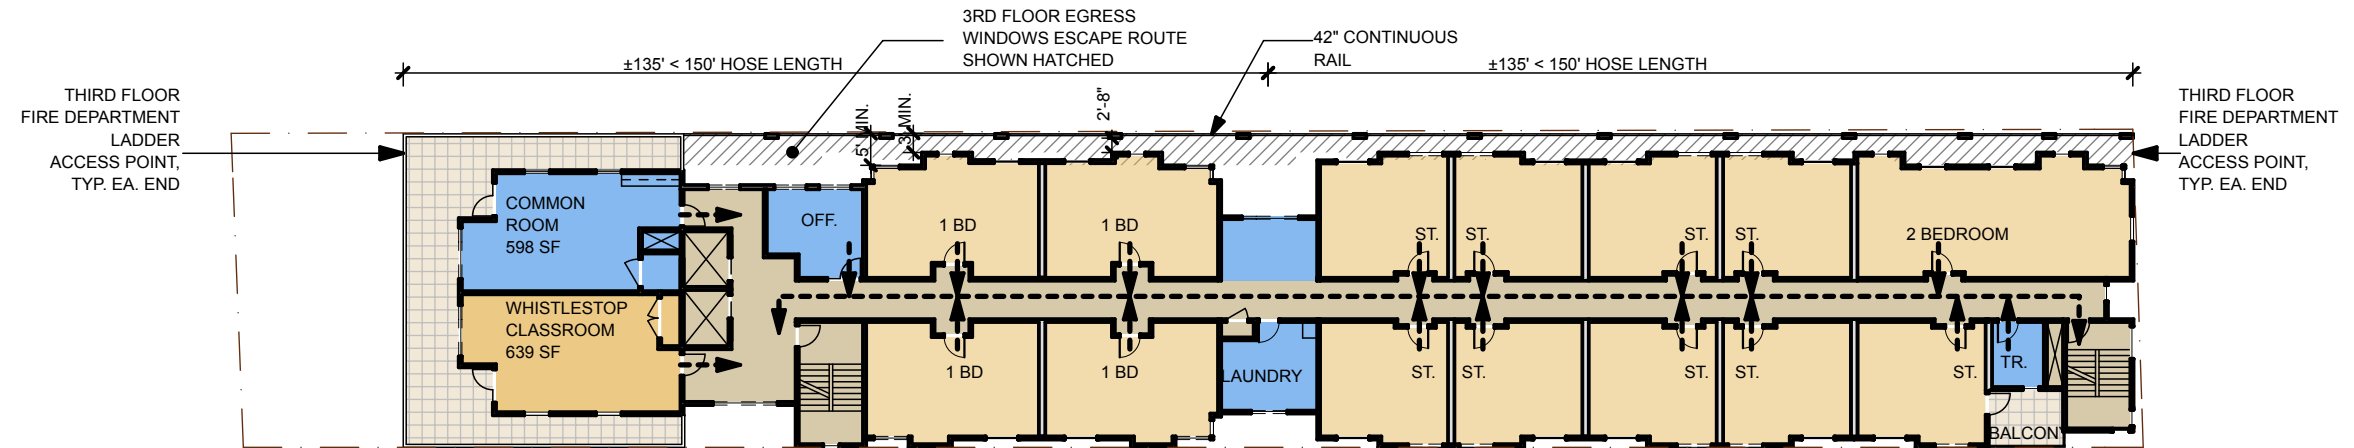 3RD FLOOR EGRESS
WINDOWS ESCAPE ROUTE
SHOWN HATCHED
42" CONTINUOUS
RAIL
±135' < 150' HOSE LENGTH
±135' < 150' HOSE LENGTH
THIRD FLOOR
FIRE DEPARTMENT
LADDER
ACCESS POINT,
TYP. EA. END
THIRD FLOOR
FIRE DEPARTMENT
LADDER
ACCESS POINT,
TYP. EA. END
5' MIN.
3' MIN.
2'-8"
COMMON
ROOM
598 SF
OFF.
1 BD
1 BD
ST.
ST.
ST.
ST.
2 BEDROOM
WHISTLESTOP
CLASSROOM
639 SF
1 BD
1 BD
LAUNDRY
ST.
ST.
ST.
ST.
ST.
TR.
BALCONY